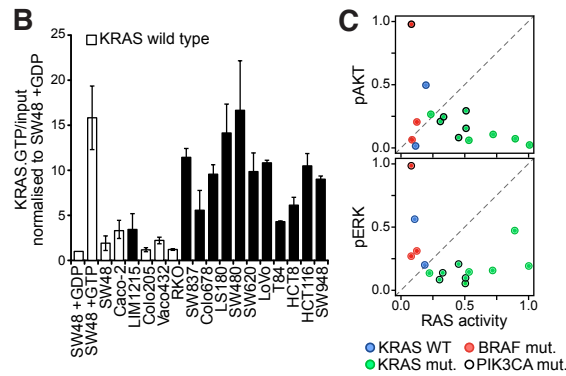 B
KRAS wild type
KRAS.GTP/input
normalised to SW48 +GDP
25
20
15
10
5
0
SW48 +GDP
SW48 +GTP
SW48
Caco-2
LIM1215
Colo205
Vaco432
RKO
SW837
Colo678
LS180
SW480
SW620
LoVo
T84
HCT8
HCT116
SW948
C
pAKT
1.0
0.5
0.0
pERK
1.0
0.5
0.0
0.0 0.5 1.0
RAS activity
KRAS WT
BRAF mut.
KRAS mut.
PIK3CA mut.